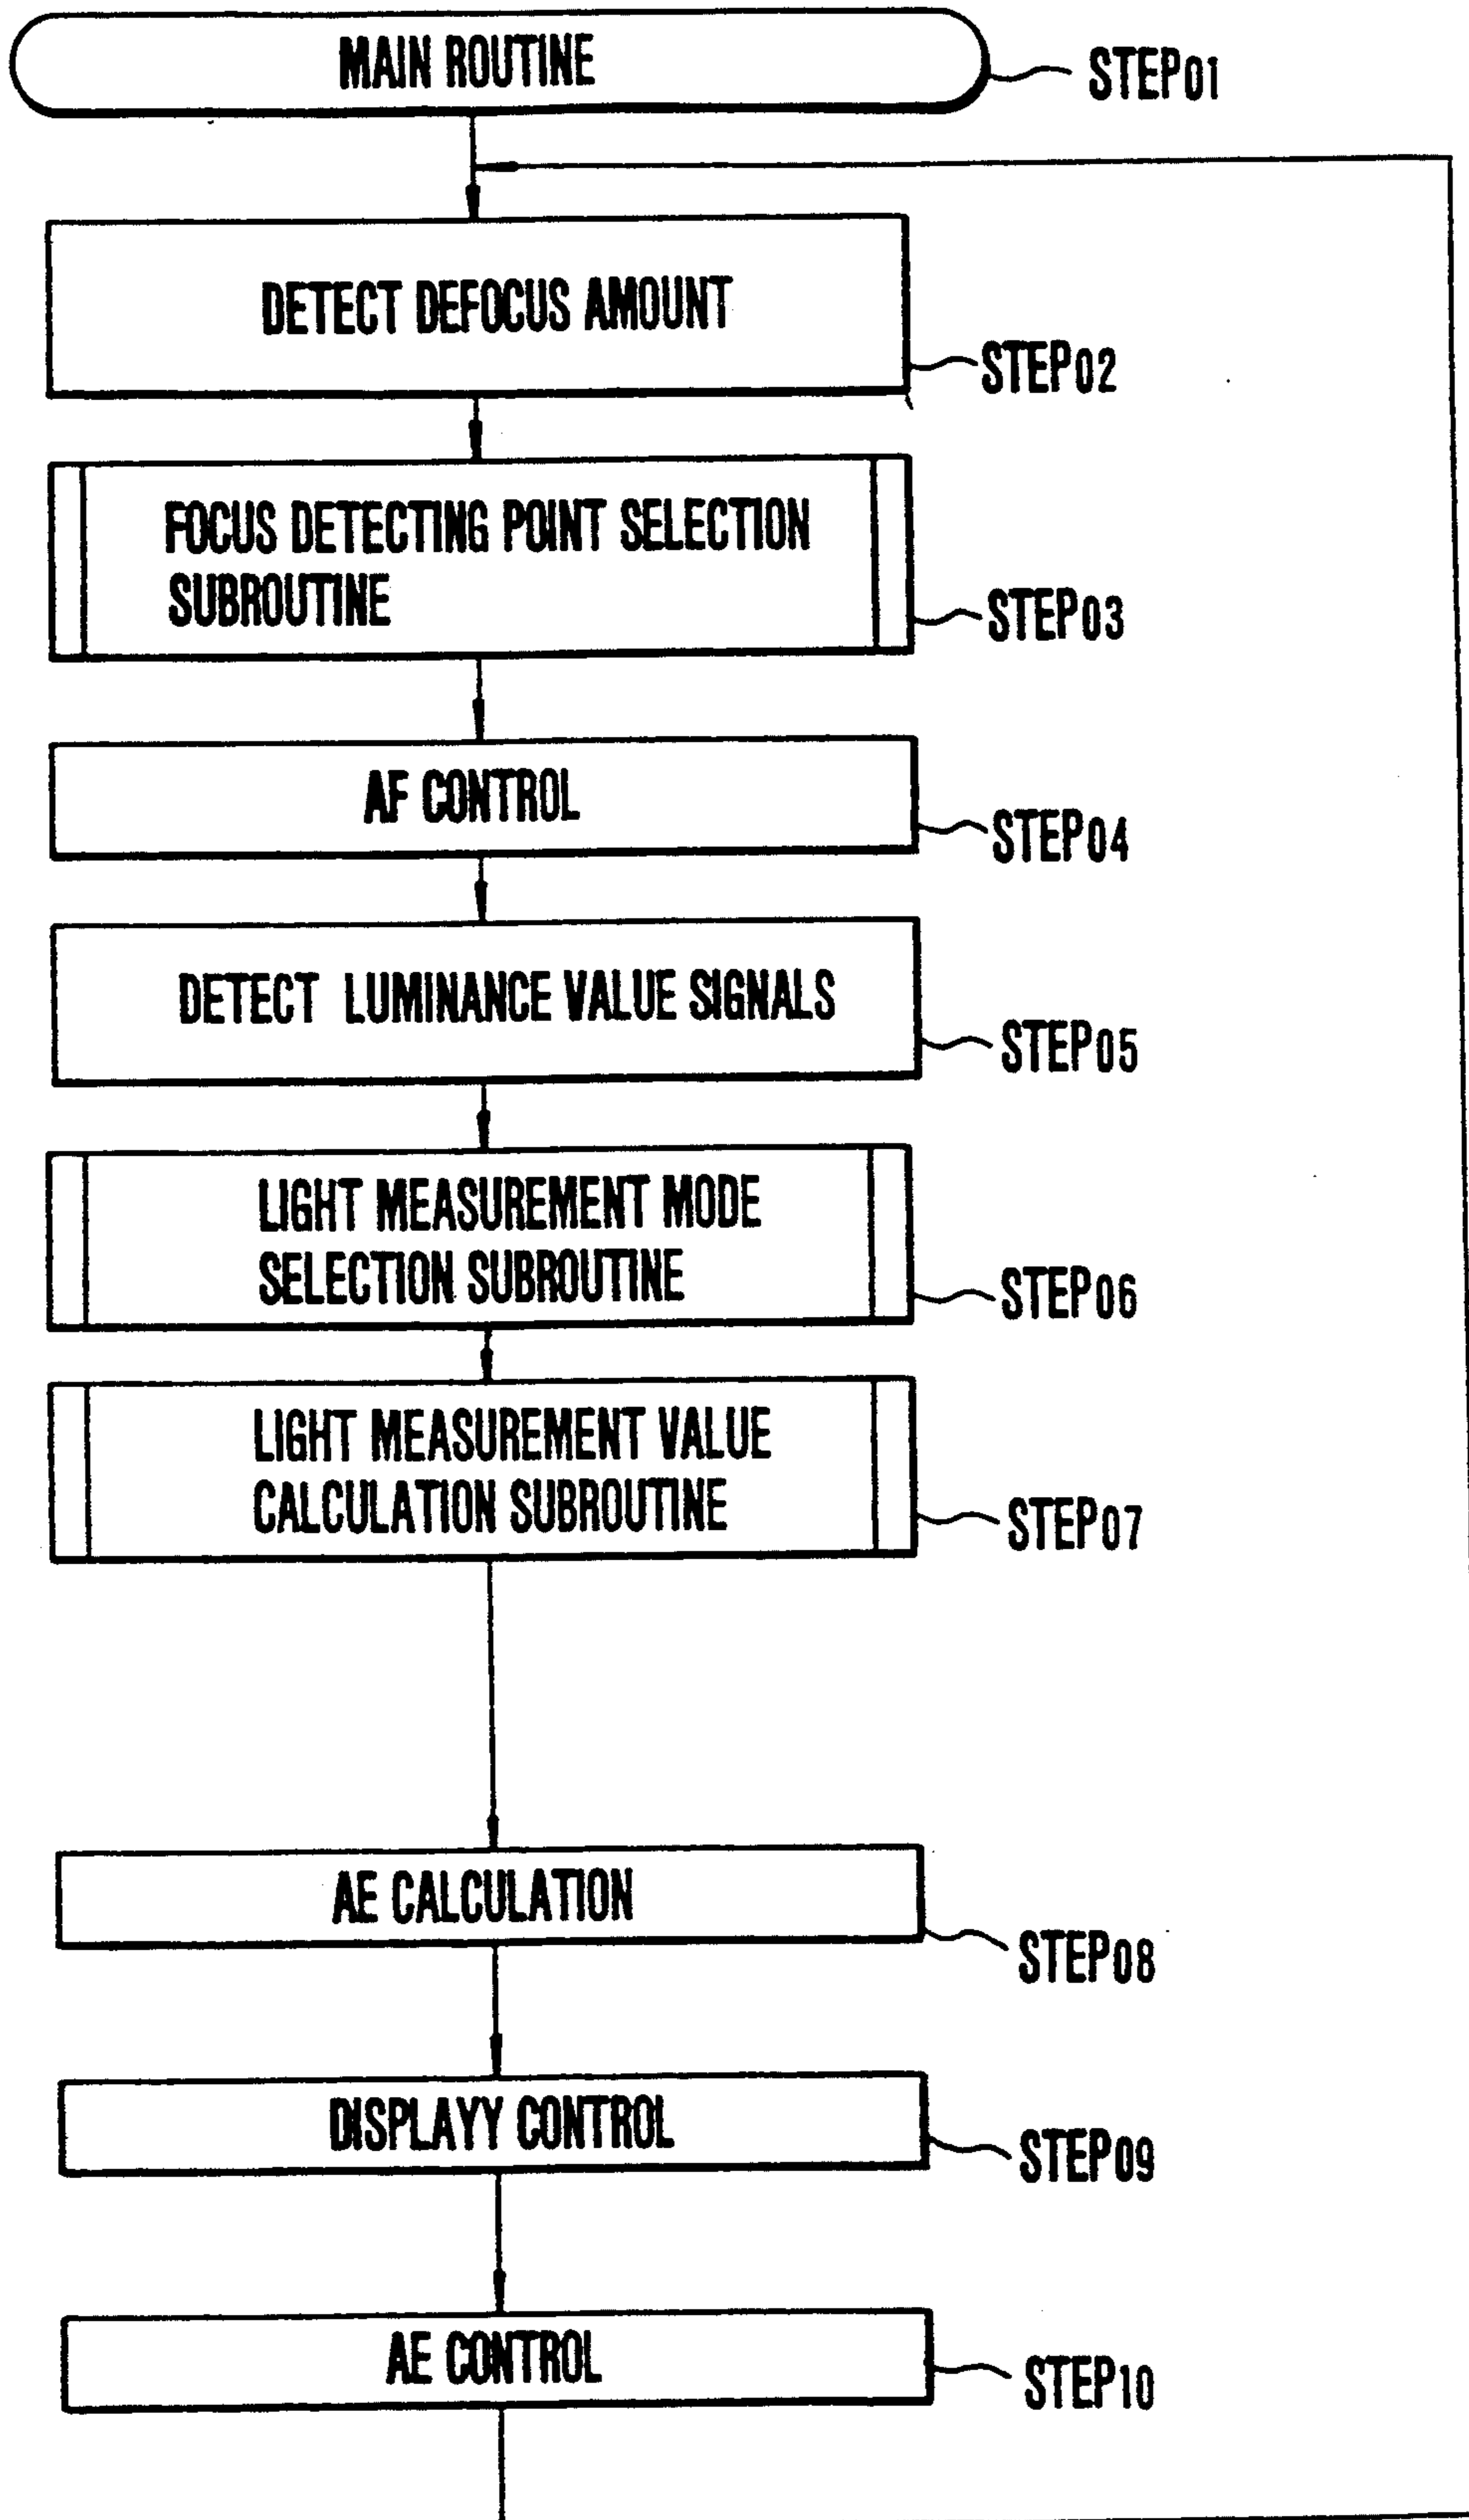 MAIN ROUTINE
STEP01
DETECT DEFOCUS AMOUNT
STEP02
FOCUS DETECTING POINT SELECTION
SUBROUTINE
STEP03
AF CONTROL
STEP04
DETECT LUMINANCE VALUE SIGNALS
STEP05
LIGHT MEASUREMENT MODE
SELECTION SUBROUTINE
STEP06
LIGHT MEASUREMENT VALUE
CALCULATION SUBROUTINE
STEP07
AE CALCULATION
STEP08
DISPLAYY CONTROL
STEP09
AE CONTROL
STEP10